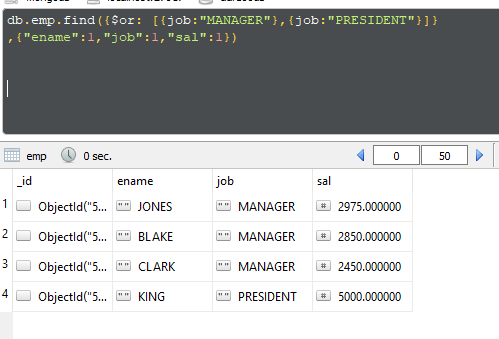 db.emp.find({$or: [{job:"MANAGER"},{job:"PRESIDENT"}]}
,{"ename":1,"job":1,"sal":1})
emp 0 sec. 0 50
_id ename job sal
1 ObjectId("5... "" JONES "" MANAGER # 2975.000000
2 ObjectId("5... "" BLAKE "" MANAGER # 2850.000000
3 ObjectId("5... "" CLARK "" MANAGER # 2450.000000
4 ObjectId("5... "" KING "" PRESIDENT # 5000.000000